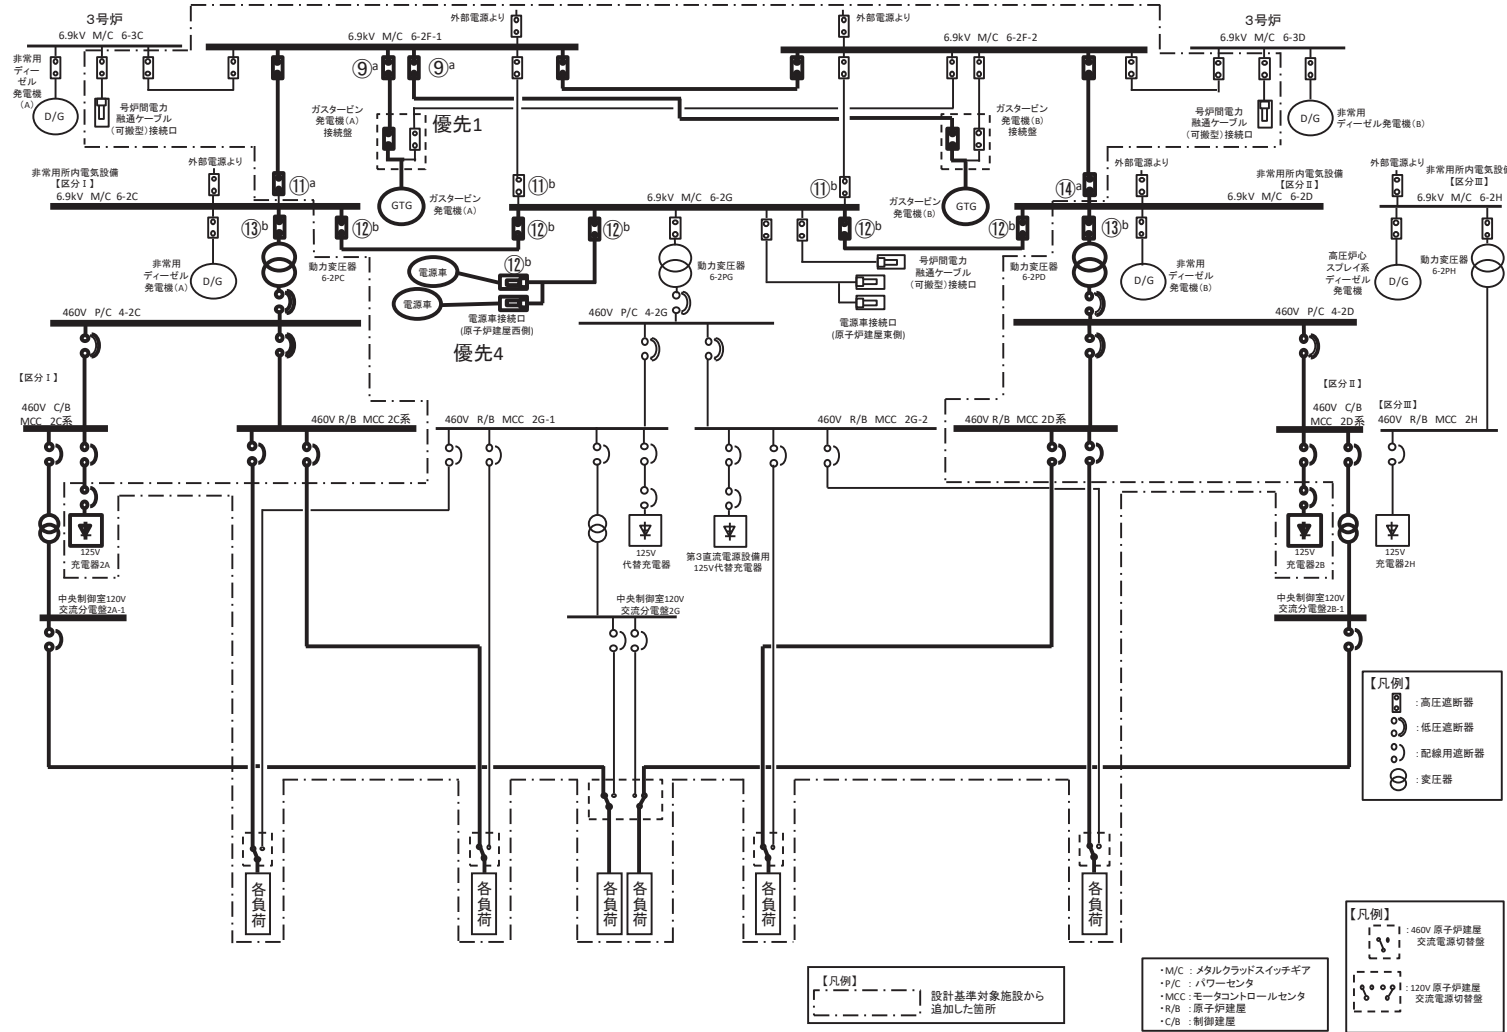 3号炉
6.9kV M/C 6-3C
外部電源より
6.9kV M/C 6-2F-1
外部電源より
6.9kV M/C 6-2F-2
3号炉
6.9kV M/C 6-3D
非常用
ディー
ゼル
発電機
(A)
D/G
号炉間電力
融通ケーブル
(可搬型)接続口
⑨a
⑨a
ガスタービン
発電機(A)
接続盤
優先1
ガスタービン
発電機(B)
接続盤
号炉間電力
融通ケーブル
(可搬型)接続口
D/G
非常用
ディーゼル発電機(B)
非常用所内電気設備
【区分Ⅰ】
6.9kV M/C 6-2C
外部電源より
⑪a
GTG
ガスタービン
発電機(A)
⑪b
6.9kV M/C 6-2G
⑪b
ガスタービン
発電機(B)
GTG
⑭a
外部電源より
非常用所内電気設備
【区分Ⅱ】
6.9kV M/C 6-2D
外部電源より
非常用所内電気設備
【区分Ⅲ】
6.9kV M/C 6-2H
⑬b
⑫b
⑫b
⑫b
⑫b
⑫b
⑬b
非常用
ディーゼル
発電機(A)
D/G
動力変圧器
6-2PC
電源車
⑫b
電源車
電源車接続口
(原子炉建屋西側)
優先4
動力変圧器
6-2PG
号炉間電力
融通ケーブル
(可搬型)接続口
電源車接続口
(原子炉建屋東側)
動力変圧器
6-2PD
D/G
非常用
ディーゼル
発電機(B)
高圧炉心
スプレイ系
ディーゼル
発電機
D/G
動力変圧器
6-2PH
460V P/C 4-2C
460V P/C 4-2G
460V P/C 4-2D
【区分Ⅰ】
460V C/B
MCC 2C系
460V R/B MCC 2C系
460V R/B MCC 2G-1
460V R/B MCC 2G-2
460V R/B MCC 2D系
【区分Ⅱ】
460V C/B
MCC 2D系
【区分Ⅲ】
460V R/B MCC 2H
125V
充電器2A
125V
代替充電器
第3直流電源設備用
125V代替充電器
125V
充電器2B
125V
充電器2H
中央制御室120V
交流分電盤2A-1
中央制御室120V
交流分電盤2G
中央制御室120V
交流分電盤2B-1
【凡例】
:高圧遮断器
:低圧遮断器
:配線用遮断器
:変圧器
各負荷
各負荷
各負荷
各負荷
各負荷
各負荷
【凡例】
設計基準対象施設から
追加した箇所
・M/C :メタルクラッドスイッチギア
・P/C :パワーセンタ
・MCC:モータコントロールセンタ
・R/B :原子炉建屋
・C/B :制御建屋
【凡例】
:460V 原子炉建屋
交流電源切替盤
:120V 原子炉建屋
交流電源切替盤